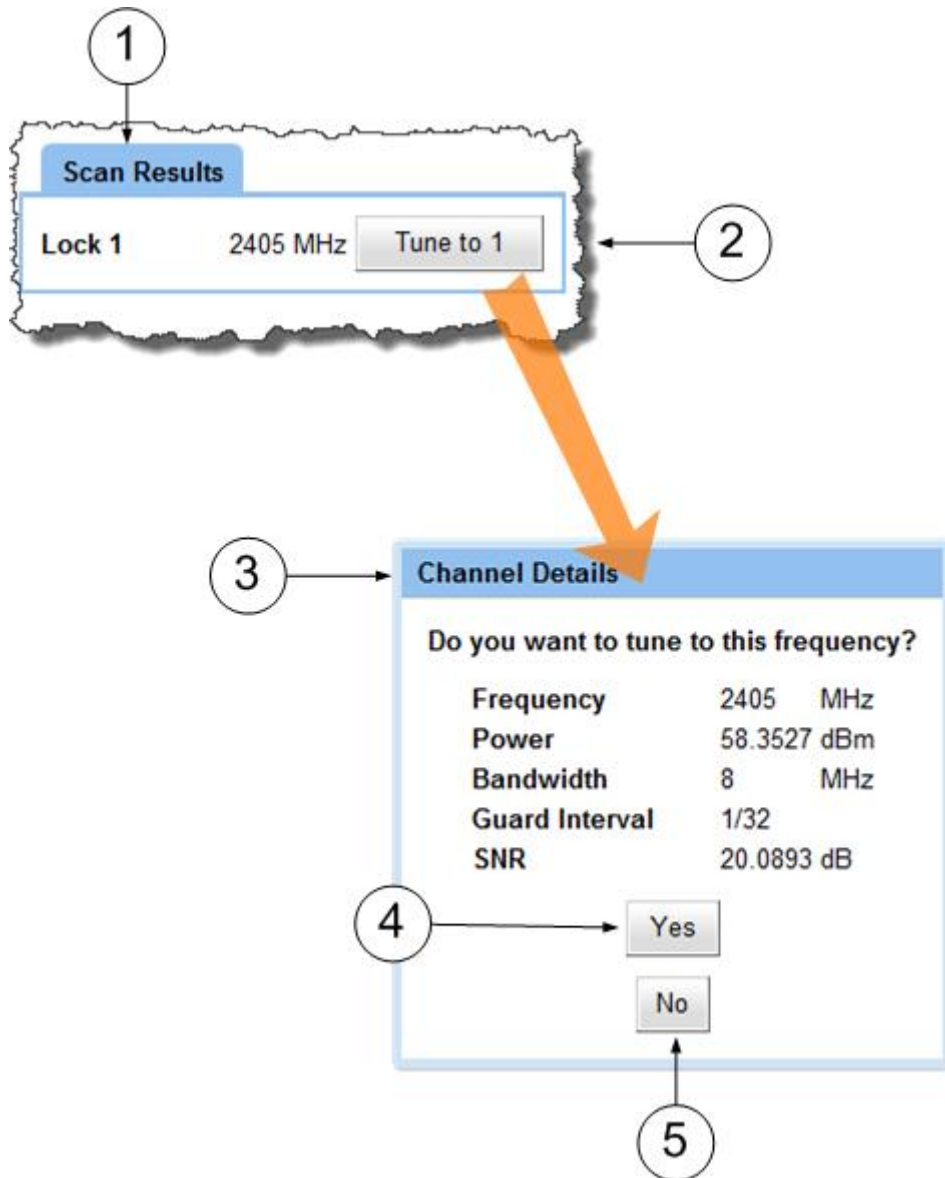 1
Scan Results
Lock 1 2405 MHz Tune to 1
2
3
Channel Details
Do you want to tune to this frequency?
Frequency 2405 MHz
Power 58.3527 dBm
Bandwidth 8 MHz
Guard Interval 1/32
SNR 20.0893 dB
4
Yes
No
5